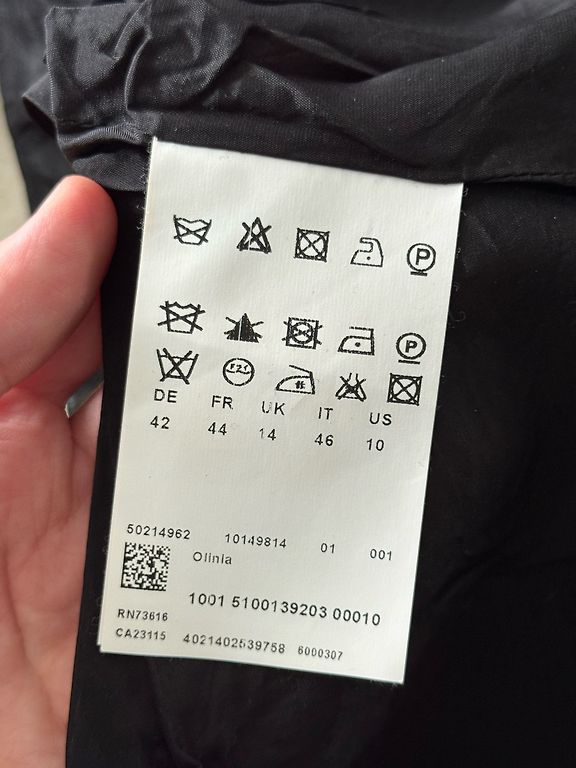 P
P
DE FR UK IT US
42 44 14 46 10
50214962 10149814 01 001
Olinia
1001 5100139203 00010
RN73616
CA23115 4021402539758 6000307